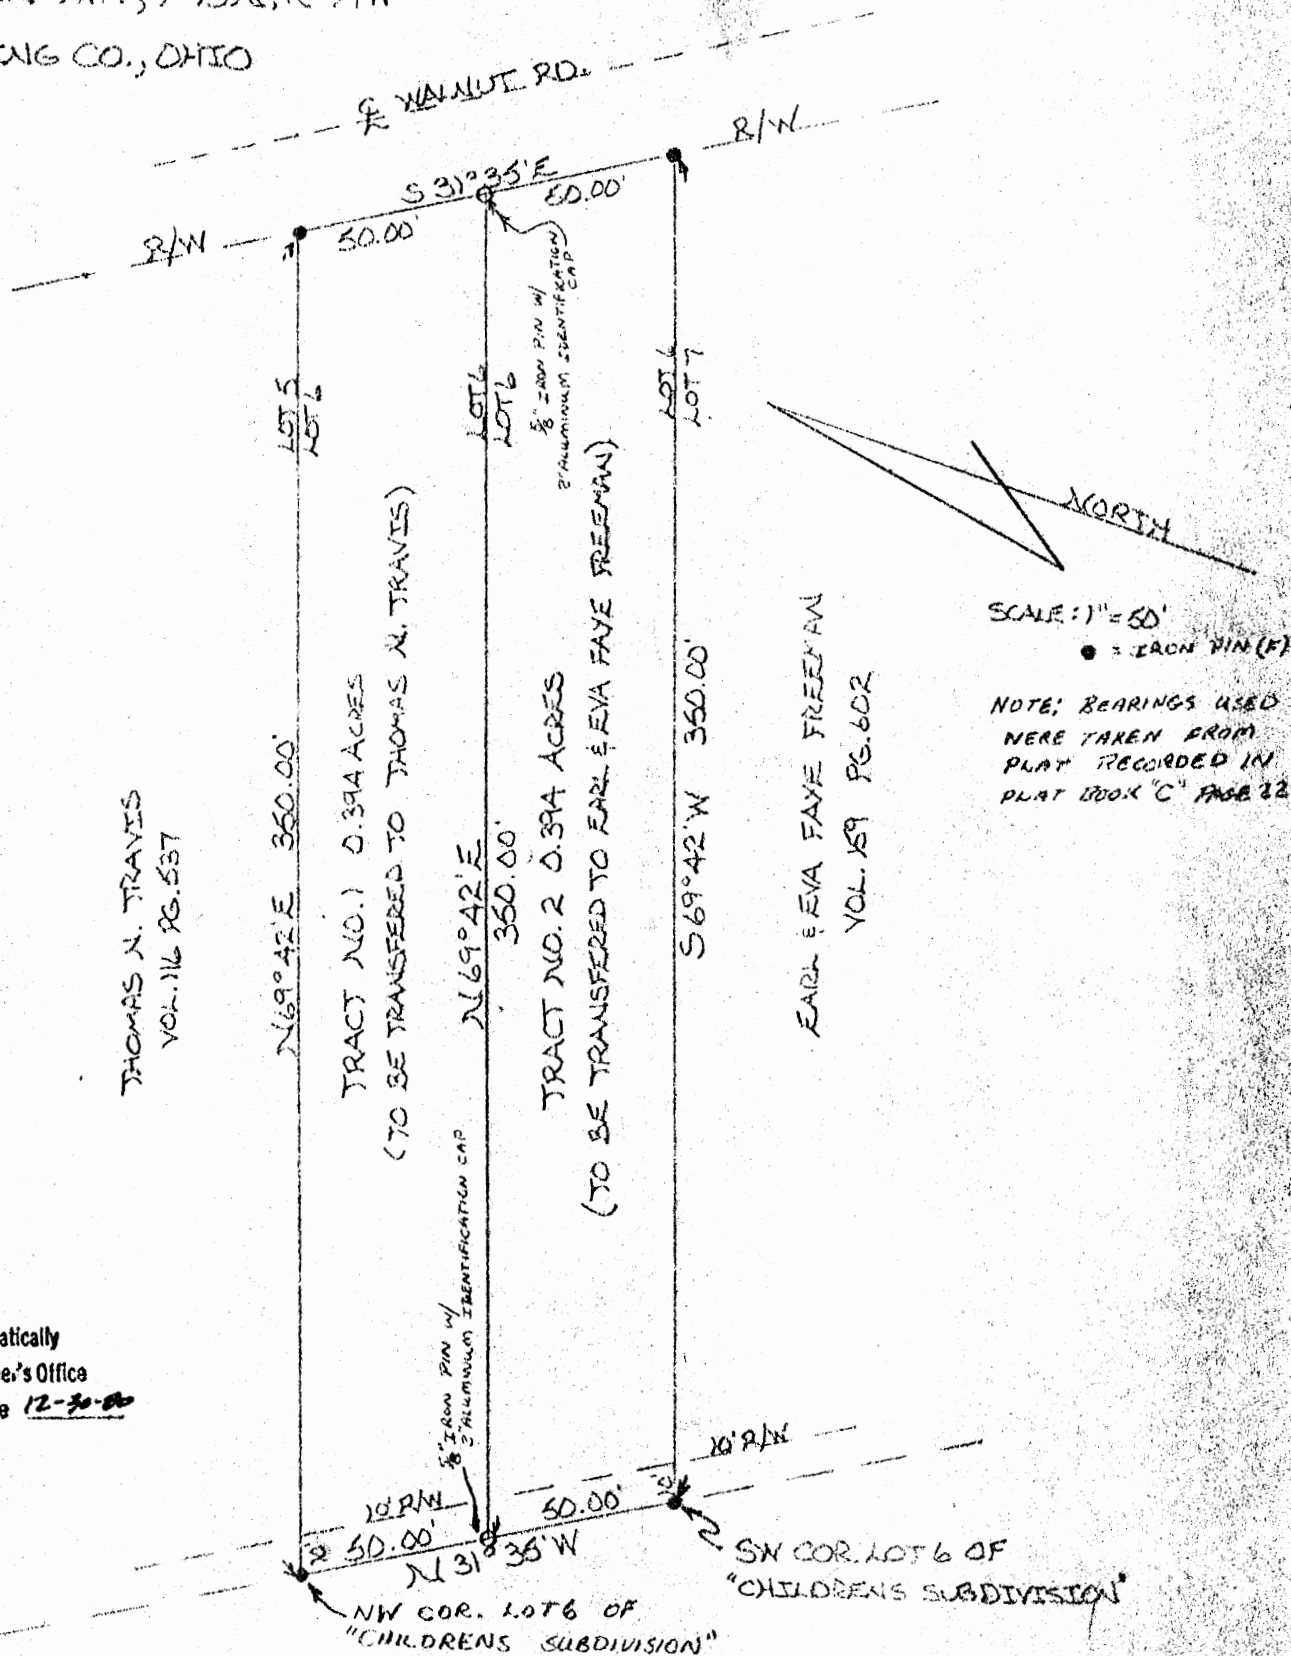 NG CO., OHIO
℄ WALNUT RD.
R/W
S 31° 35' E
50.00'
50.00'
R/W
5/8" IRON PIN W/
2" ALUMINUM IDENTIFICATION
CAP
LOT 5
LOT 6
LOT 6
LOT 6
LOT 6
LOT 7
NORTH
SCALE: 1" = 50'
● = IRON PIN (F)
NOTE: BEARINGS USED
WERE TAKEN FROM
PLAT RECORDED IN
PLAT BOOK "C" PAGE 22
THOMAS N. TRAVIS
VOL. 116 PG. 537
N 69° 42' E 350.00'
TRACT NO. 1 0.394 ACRES
(TO BE TRANSFERED TO THOMAS N. TRAVIS)
N 69° 42' E
350.00'
TRACT NO. 2 0.394 ACRES
(TO BE TRANSFERED TO EARL & EVA FAYE FREEMAN)
S 69° 42' W 350.00'
EARL & EVA FAYE FREEMAN
VOL. 159 PG. 602
5/8" IRON PIN W/
2" ALUMINUM IDENTIFICATION CAP
atically
er's Office
e 12-30-80
10' R/W
10' R/W
50.00'
50.00'
N 31° 35' W
SW COR. LOT 6 OF
"CHILDRENS SUBDIVISION"
NW COR. LOT 6 OF
"CHILDRENS SUBDIVISION"